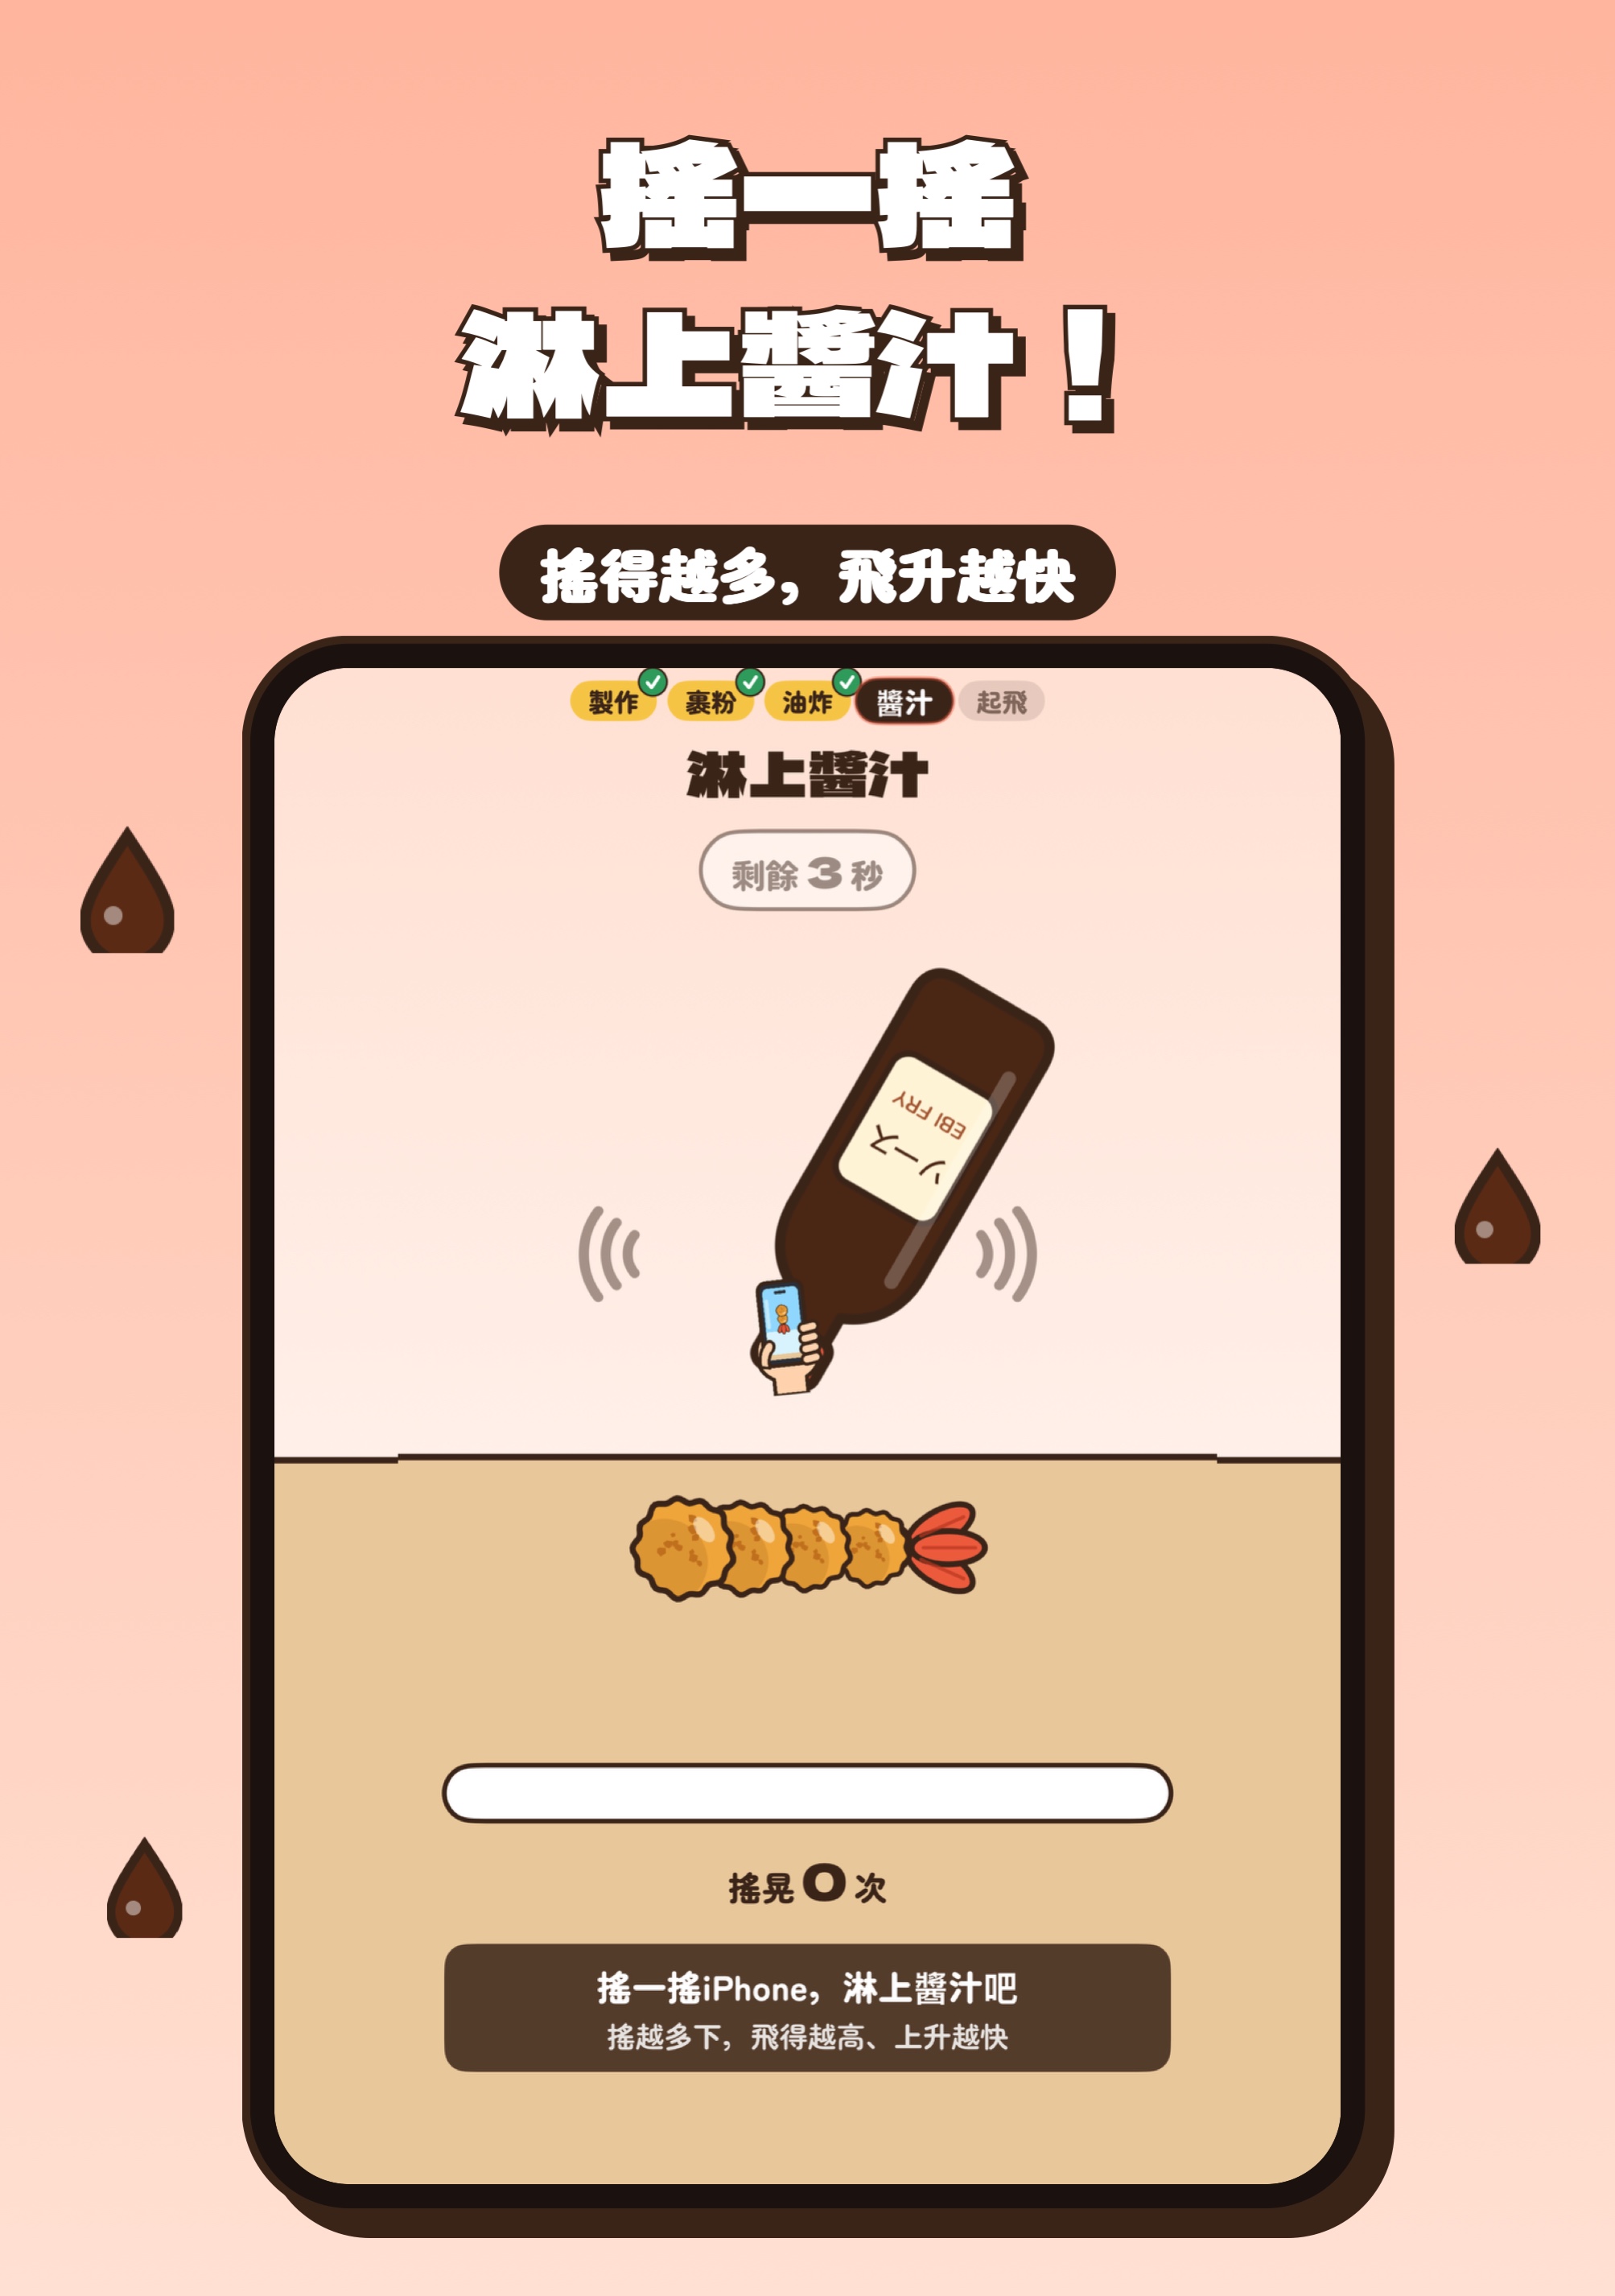 搖一搖
淋上醬汁！
搖得越多，飛升越快
製作 裹粉 油炸 醬汁 起飛
淋上醬汁
剩餘3秒
EBI FRY
ソース
搖晃0次
搖一搖iPhone，淋上醬汁吧
搖越多下，飛得越高、上升越快